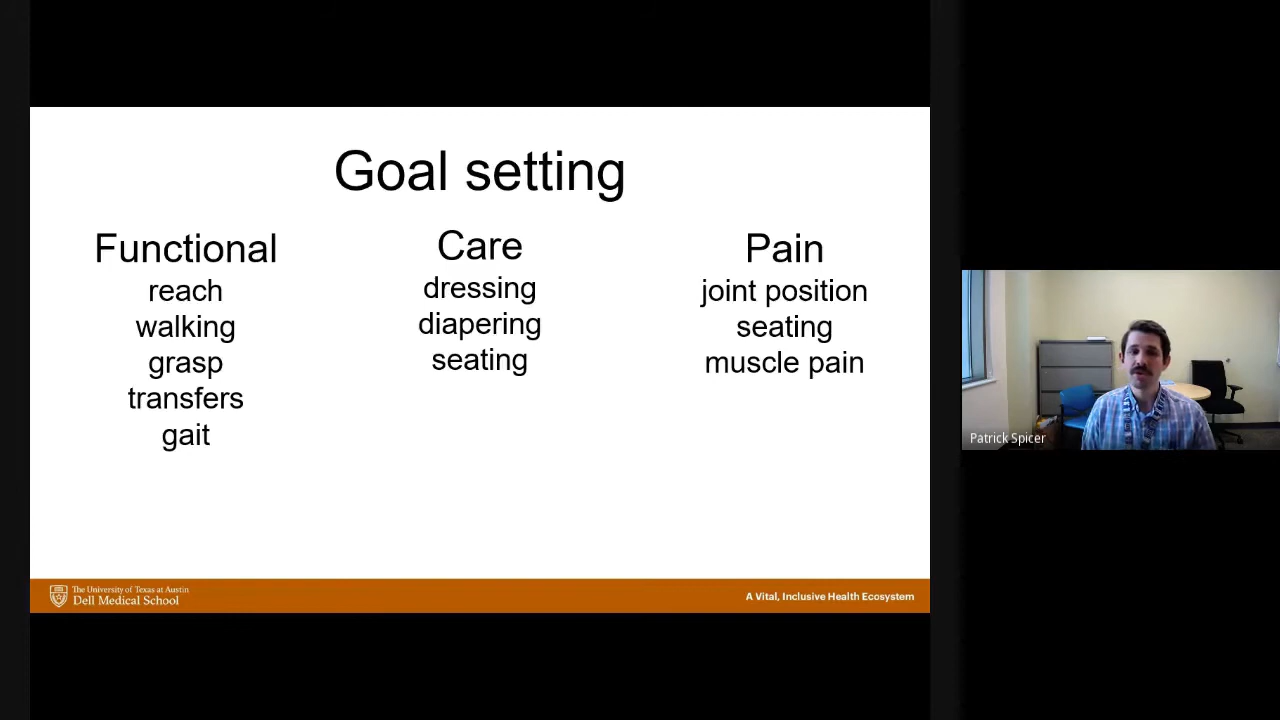 Goal setting
Functional
reach
walking
grasp
transfers
gait
Care
dressing
diapering
seating
Pain
joint position
seating
muscle pain
The University of Texas at Austin
Dell Medical School
A Vital, Inclusive Health Ecosystem
Patrick Spicer